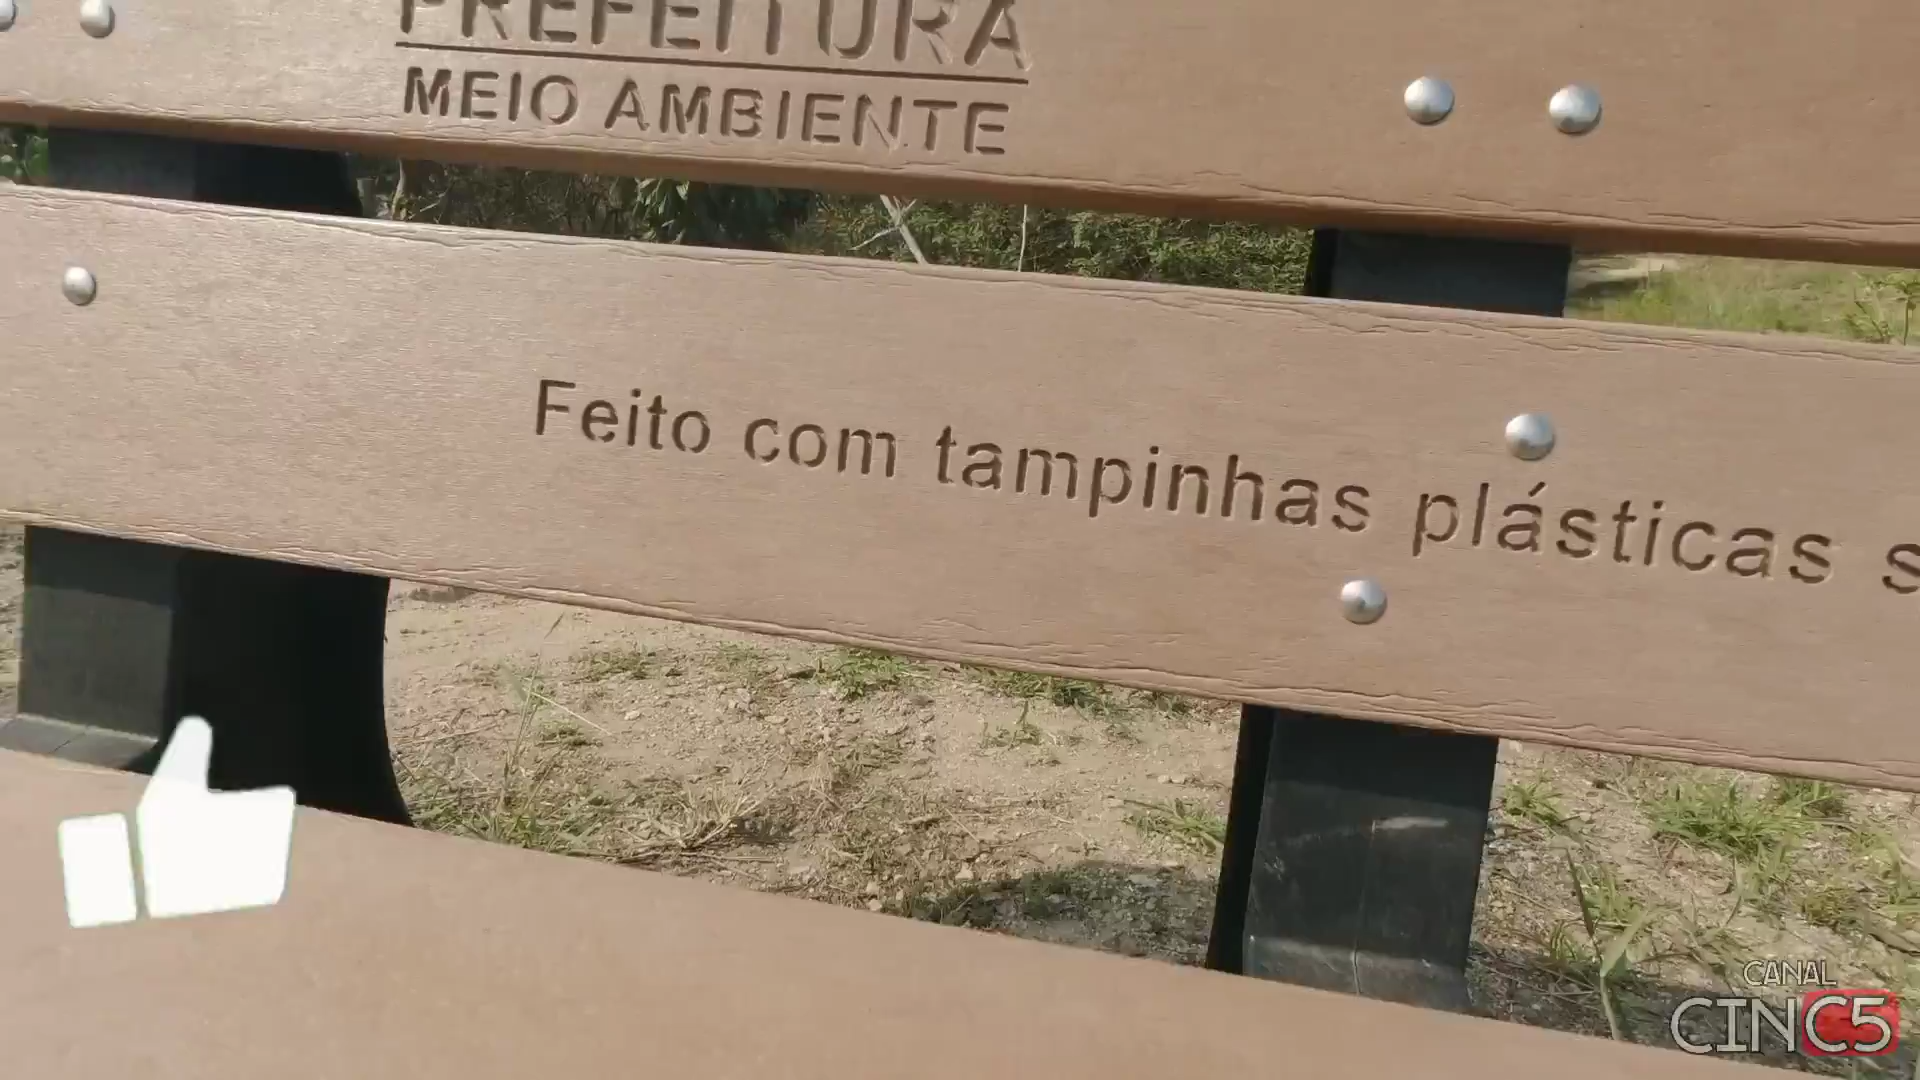 PREFEITURA
MEIO AMBIENTE
Feito com tampinhas plásticas
CANAL
CINC5